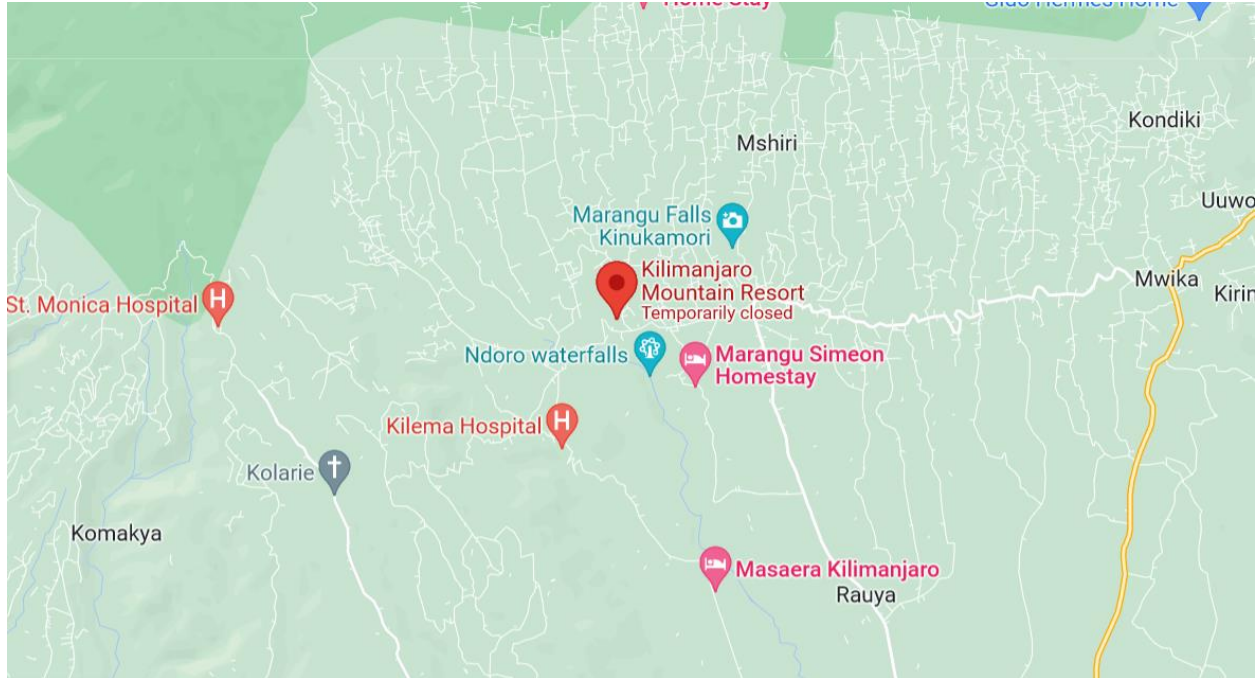 Home Stay
Kondiki
Mshiri
Uuwo
Marangu Falls
Kinukamori
Kilimanjaro
Mountain Resort
Temporarily closed
Mwika
Kirin
St. Monica Hospital
H
Ndoro waterfalls
Marangu Simeon
Homestay
Kilema Hospital
H
Kolarie
Komakya
Masaera Kilimanjaro
Rauya